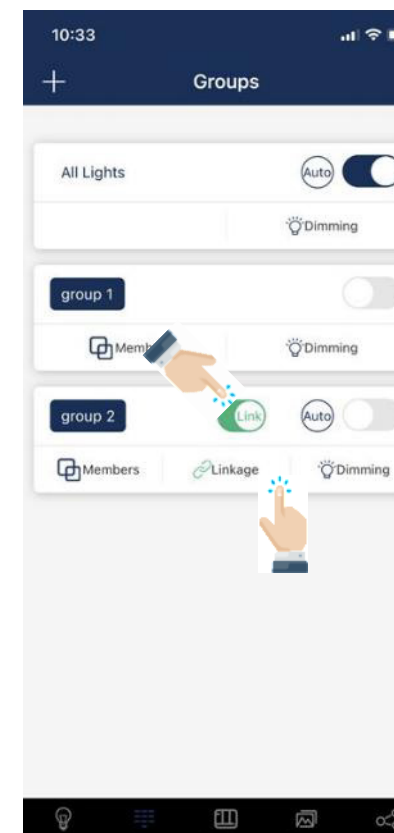 10:33
Groups
All Lights Auto
Dimming
group 1
Dimming
group 2 Link Auto
Members Linkage Dimming